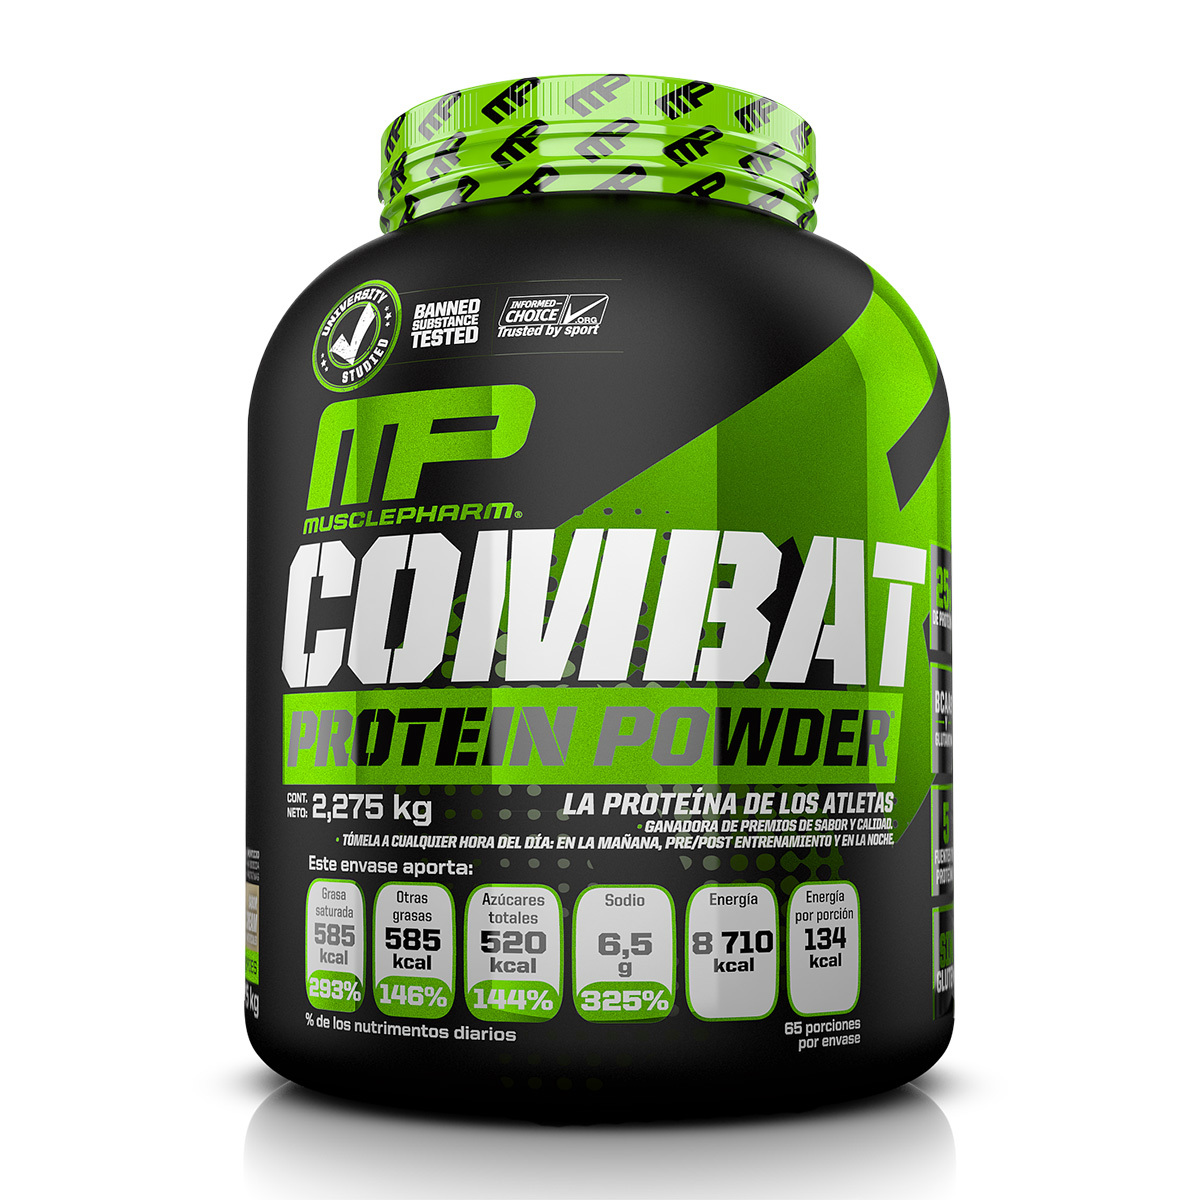 UNIVERSITY
STUDIED
BANNED
SUBSTANCE
TESTED
INFORMED-
CHOICE
.ORG
Trusted by sport
MP
MUSCLEPHARM®
COMBAT
PROTEIN POWDER
CONT.
NETO: 2,275 kg
LA PROTEÍNA DE LOS ATLETAS
· GANADORA DE PREMIOS DE SABOR Y CALIDAD.
· TÓMELA A CUALQUIER HORA DEL DÍA: EN LA MAÑANA, PRE/POST ENTRENAMIENTO Y EN LA NOCHE.
Este envase aporta:
Grasa
saturada
585
kcal
293%
Otras
grasas
585
kcal
146%
Azúcares
totales
520
kcal
144%
Sodio
6,5
g
325%
Energía
8 710
kcal
Energía
por porción
134
kcal
% de los nutrimentos diarios
65 porciones
por envase
25
DE
BCAA
Y
5